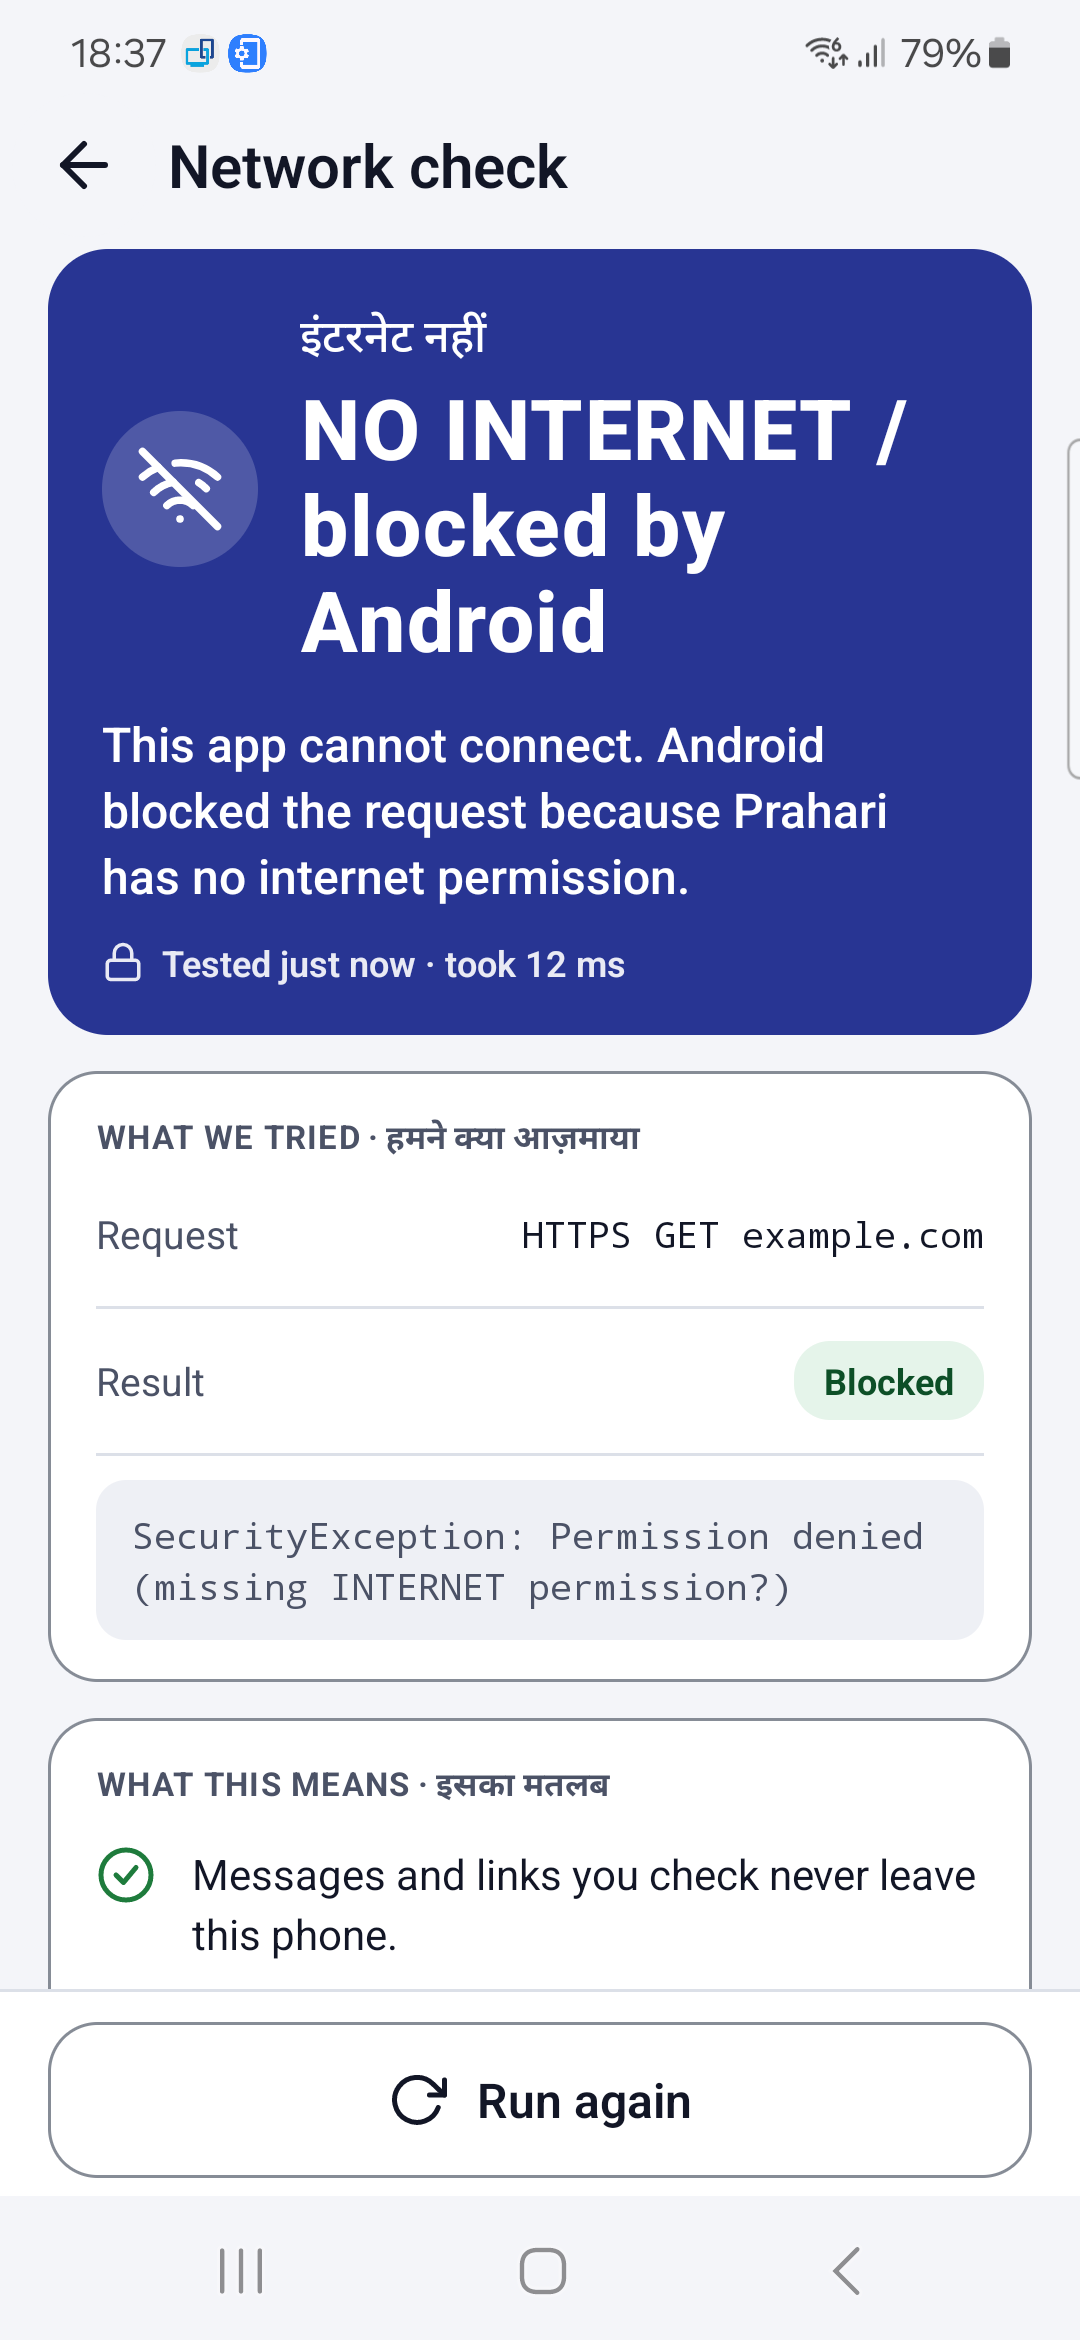 18:37
79%
Network check
इंटरनेट नहीं
NO INTERNET /
blocked by
Android
This app cannot connect. Android
blocked the request because Prahari
has no internet permission.
Tested just now · took 12 ms
WHAT WE TRIED · हमने क्या आज़माया
Request HTTPS GET example.com
Result Blocked
SecurityException: Permission denied
(missing INTERNET permission?)
WHAT THIS MEANS · इसका मतलब
Messages and links you check never leave
this phone.
Run again